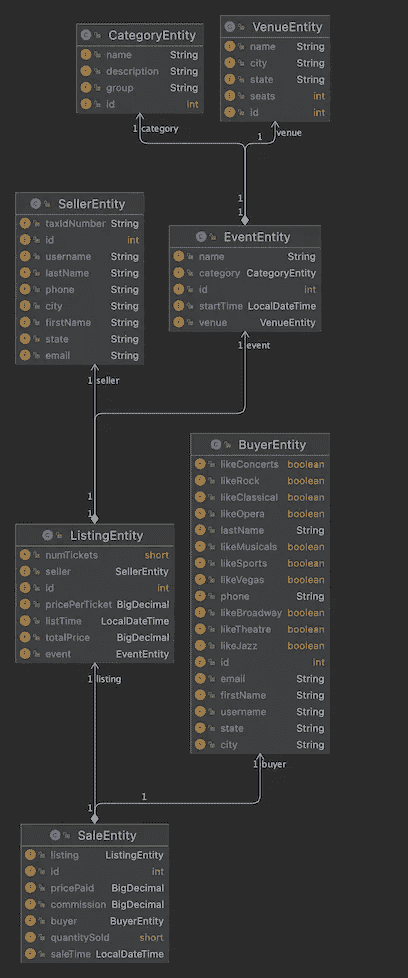 CategoryEntity
name String
description String
group String
id int
VenueEntity
name String
city String
state String
seats int
id int
1 category
1 venue
1
1
SellerEntity
taxIdNumber String
id int
username String
lastName String
phone String
city String
firstName String
state String
email String
EventEntity
name String
category CategoryEntity
id int
startTime LocalDateTime
venue VenueEntity
1 seller
1 event
1
1
BuyerEntity
likeConcerts boolean
likeRock boolean
likeClassical boolean
likeOpera boolean
lastName String
likeMusicals boolean
likeSports boolean
likeVegas boolean
phone String
likeBroadway boolean
likeTheatre boolean
likeJazz boolean
id int
email String
firstName String
username String
state String
city String
ListingEntity
numTickets short
seller SellerEntity
id int
pricePerTicket BigDecimal
listTime LocalDateTime
totalPrice BigDecimal
event EventEntity
1 listing
1 buyer
1
1
SaleEntity
listing ListingEntity
id int
pricePaid BigDecimal
commission BigDecimal
buyer BuyerEntity
quantitySold short
saleTime LocalDateTime